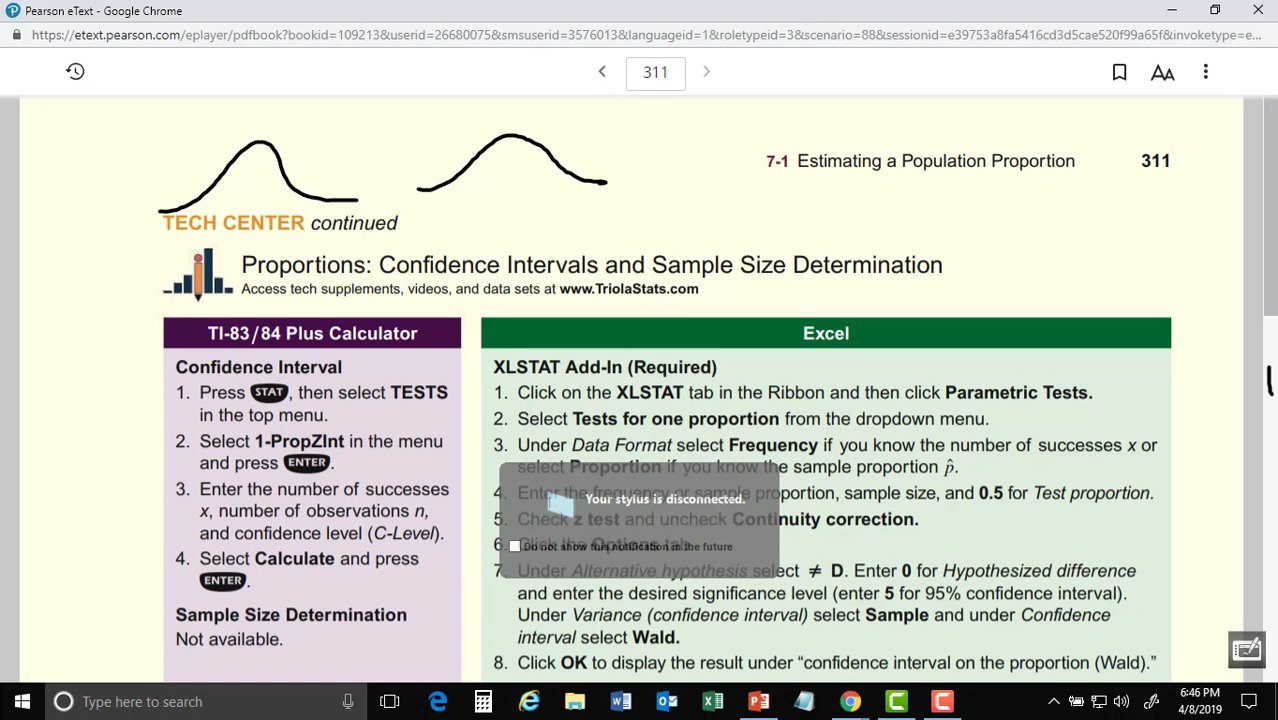 Pearson eText - Google Chrome
https://etext.pearson.com/eplayer/pdfbook?bookid=109213&userid=26680075&smsuserid=3576013&languageid=1&roletypeid=3&scenario=88&sessionid=e39753a8fa5416cd3d5cae520f99a65f&invoketype=e...
311
AA
7-1 Estimating a Population Proportion 311
TECH CENTER continued
Proportions: Confidence Intervals and Sample Size Determination
Access tech supplements, videos, and data sets at www.TriolaStats.com
TI-83/84 Plus Calculator
Confidence Interval
1. Press STAT, then select TESTS
in the top menu.
2. Select 1-PropZInt in the menu
and press ENTER.
3. Enter the number of successes
x, number of observations n,
and confidence level (C-Level).
4. Select Calculate and press
ENTER.
Sample Size Determination
Not available.
Excel
XLSTAT Add-In (Required)
1. Click on the XLSTAT tab in the Ribbon and then click Parametric Tests.
2. Select Tests for one proportion from the dropdown menu.
3. Under Data Format select Frequency if you know the number of successes x or
select Proportion if you know the sample proportion p̂.
4. Enter the frequency or sample proportion, sample size, and 0.5 for Test proportion.
5. Check z test and uncheck Continuity correction.
6. Click the Options tab.
7. Under Alternative hypothesis select ≠ D. Enter 0 for Hypothesized difference
and enter the desired significance level (enter 5 for 95% confidence interval).
Under Variance (confidence interval) select Sample and under Confidence
interval select Wald.
8. Click OK to display the result under “confidence interval on the proportion (Wald).”
Your stylus is disconnected.
Do not show this notification in the future
Type here to search
6:46 PM
4/8/2019